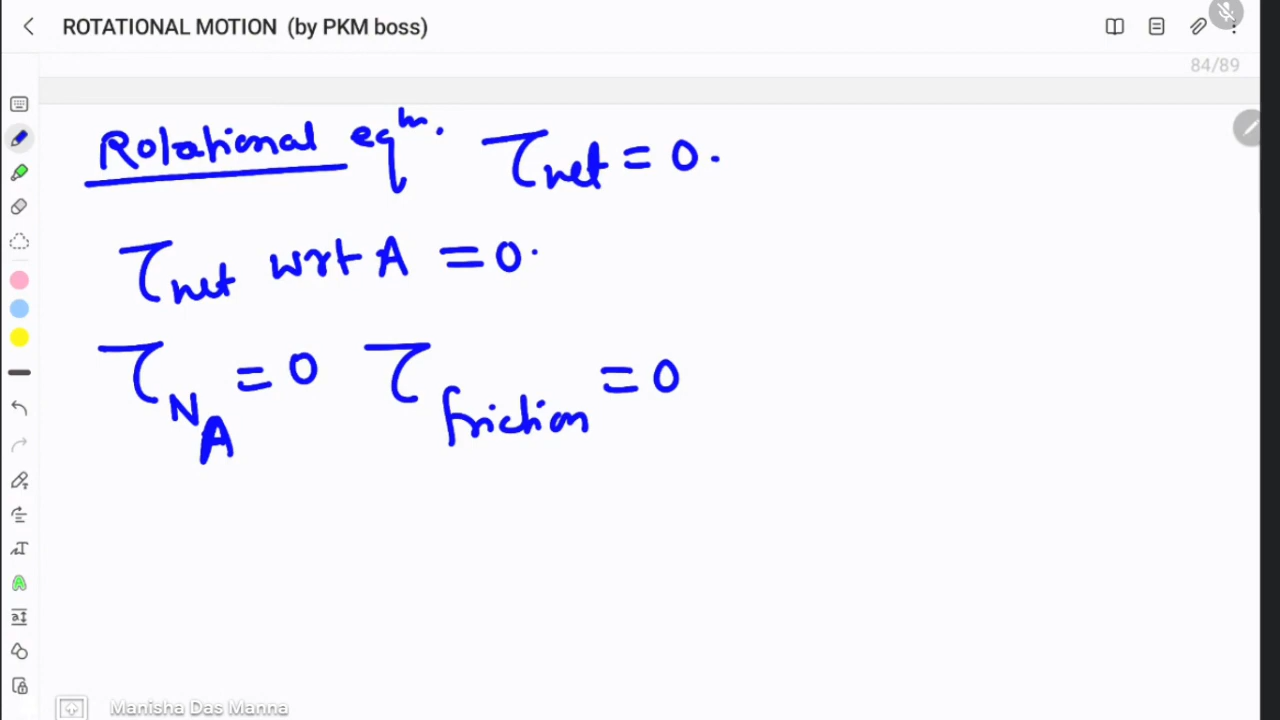 ROTATIONAL MOTION (by PKM boss)
84/89
Rotational eqm. τnet = 0.
τnet wrt A = 0.
τN_A = 0 τfriction = 0
Manisha Das Manna